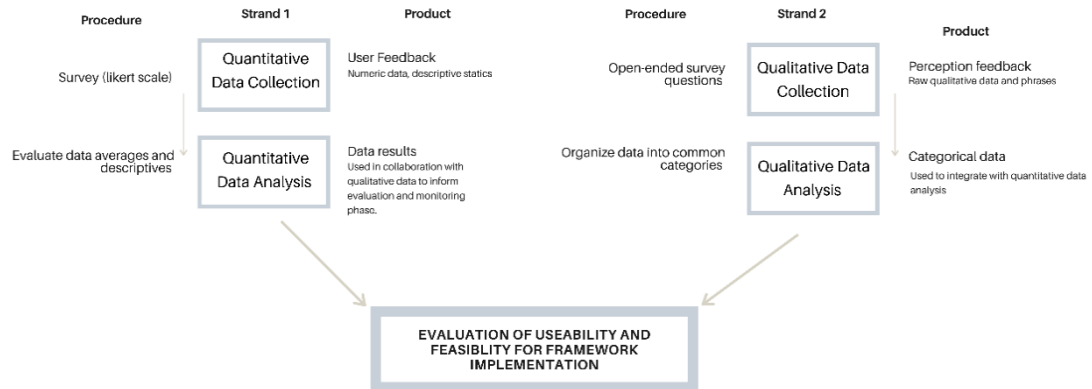 Procedure
Strand 1
Product
Survey (likert scale)
Quantitative
Data Collection
User Feedback
Numeric data, descriptive statics
Evaluate data averages and
descriptives
Quantitative
Data Analysis
Data results
Used in collaboration with
qualitative data to inform
evaluation and monitoring
phase.
Procedure
Strand 2
Product
Open-ended survey
questions
Qualitative Data
Collection
Perception feedback
Raw qualitative data and phrases
Organize data into common
categories
Qualitative Data
Analysis
Categorical data
Used to integrate with quantitative data
analysis
EVALUATION OF USEABILITY AND
FEASIBLITY FOR FRAMEWORK
IMPLEMENTATION